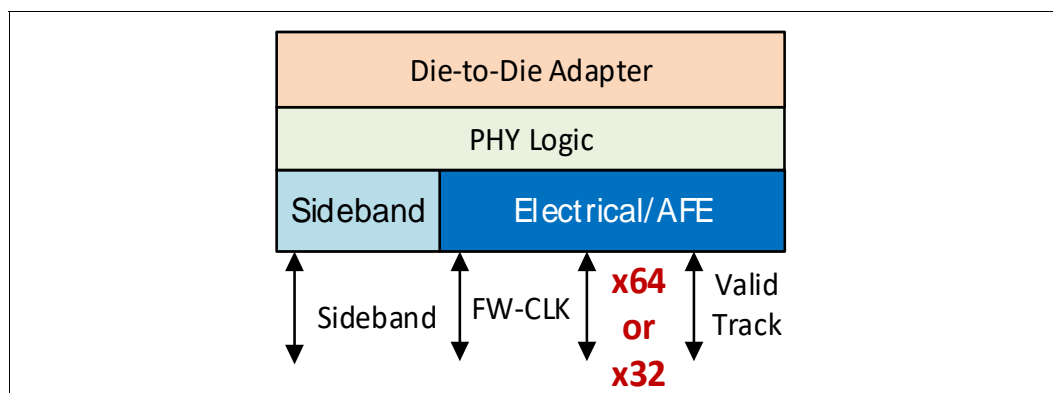 Die-to-Die Adapter
PHY Logic
Sideband
Electrical/AFE
Sideband
FW-CLK
x64
or
x32
Valid
Track